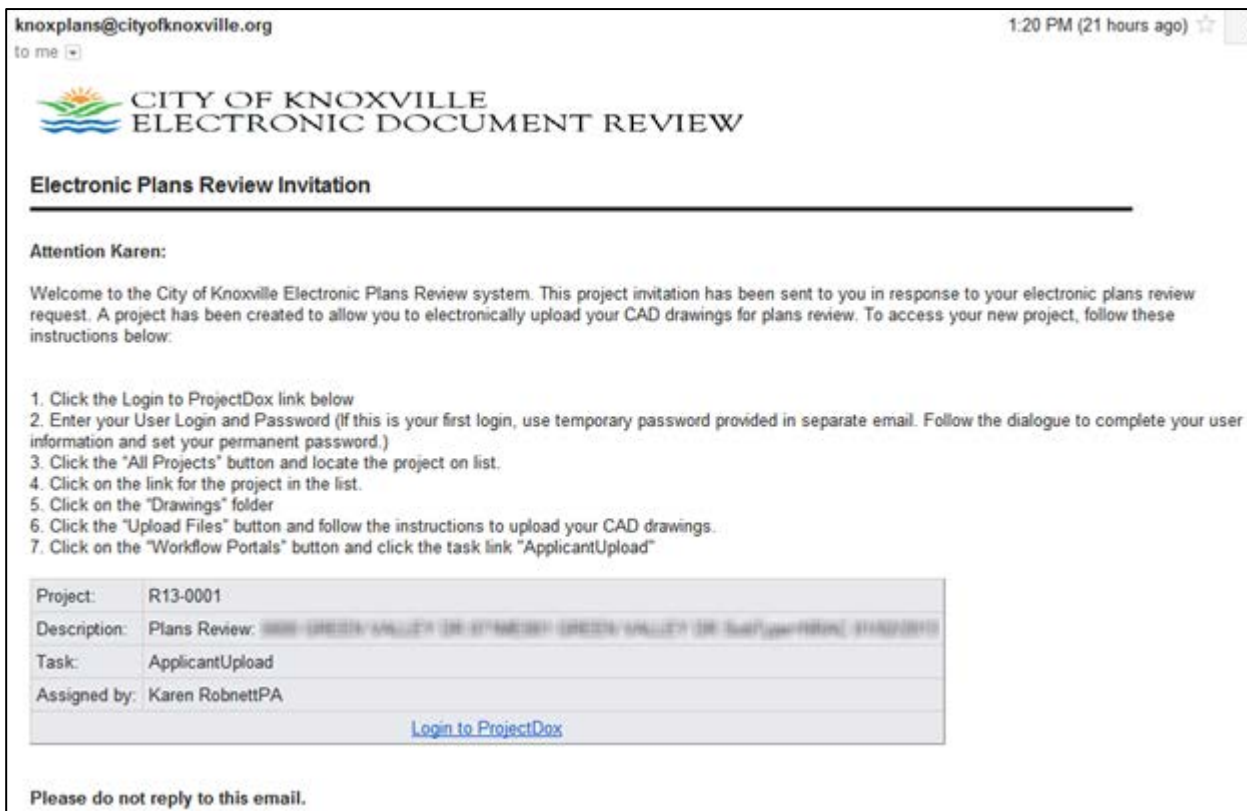 knoxplans@cityofknoxville.org
1:20 PM (21 hours ago)
to me
CITY OF KNOXVILLE
ELECTRONIC DOCUMENT REVIEW
Electronic Plans Review Invitation
Attention Karen:
Welcome to the City of Knoxville Electronic Plans Review system. This project invitation has been sent to you in response to your electronic plans review
request. A project has been created to allow you to electronically upload your CAD drawings for plans review. To access your new project, follow these
instructions below:
1. Click the Login to ProjectDox link below
2. Enter your User Login and Password (If this is your first login, use temporary password provided in separate email. Follow the dialogue to complete your user
information and set your permanent password.)
3. Click the "All Projects" button and locate the project on list.
4. Click on the link for the project in the list.
5. Click on the "Drawings" folder
6. Click the "Upload Files" button and follow the instructions to upload your CAD drawings.
7. Click on the "Workflow Portals" button and click the task link "ApplicantUpload"
Project: R13-0001
Description: Plans Review:
Task: ApplicantUpload
Assigned by: Karen RobnettPA
Login to ProjectDox
Please do not reply to this email.